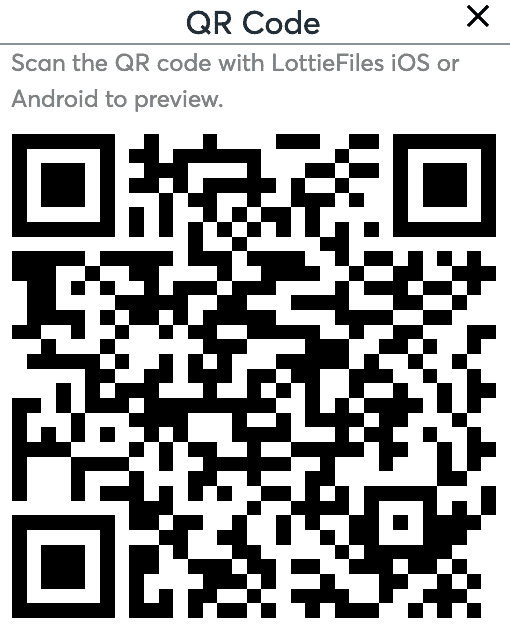 QR Code
Scan the QR code with LottieFiles iOS or
Android to preview.